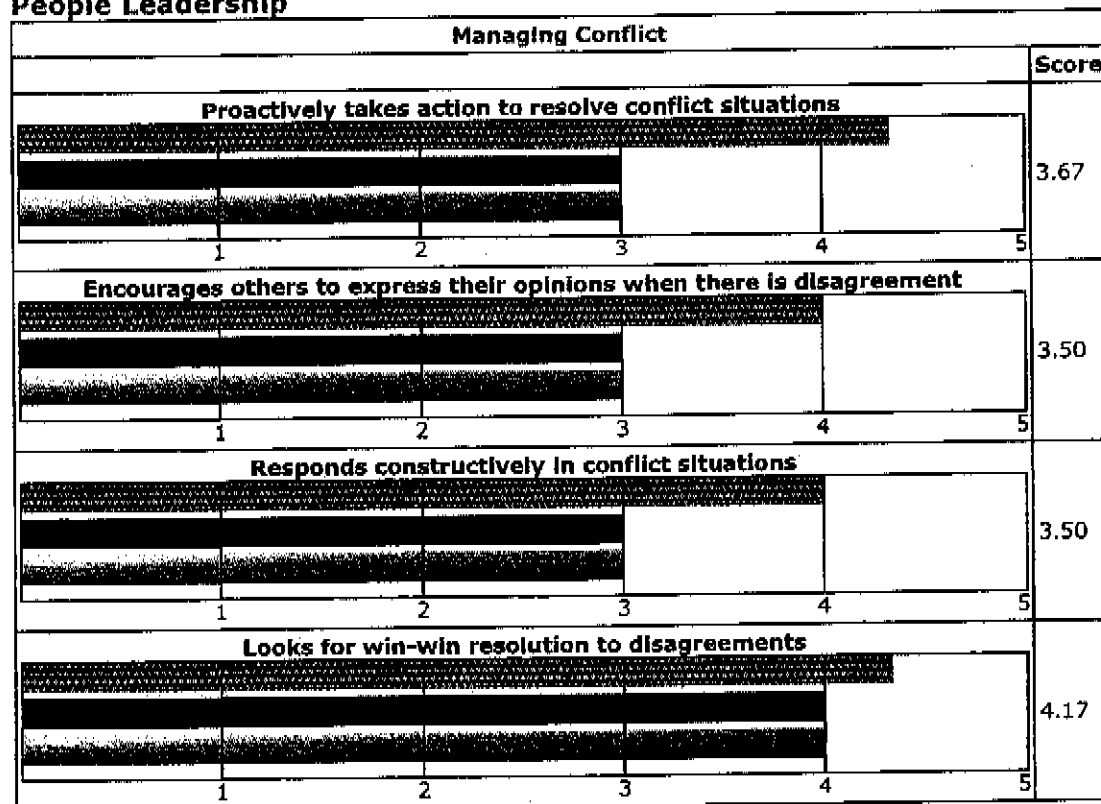 People Leadership
Managing Conflict
Score
Proactively takes action to resolve conflict situations
3.67
1 2 3 4 5
Encourages others to express their opinions when there is disagreement
3.50
1 2 3 4 5
Responds constructively in conflict situations
3.50
1 2 3 4 5
Looks for win-win resolution to disagreements
4.17
1 2 3 4 5